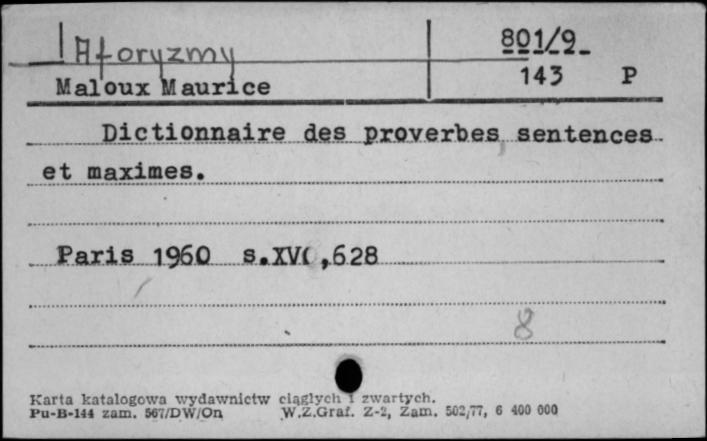 Aforyzmy
801/9
143 P
Maloux Maurice
Dictionnaire des proverbes, sentences
et maximes.
Paris 1960 s.XV ,628
8
Karta katalogowa wydawnictw ciągłych i zwartych.
Pu-B-144 zam. 567/DW/On W.Z.Graf. Z-2, Zam. 502/77, 6 400 000